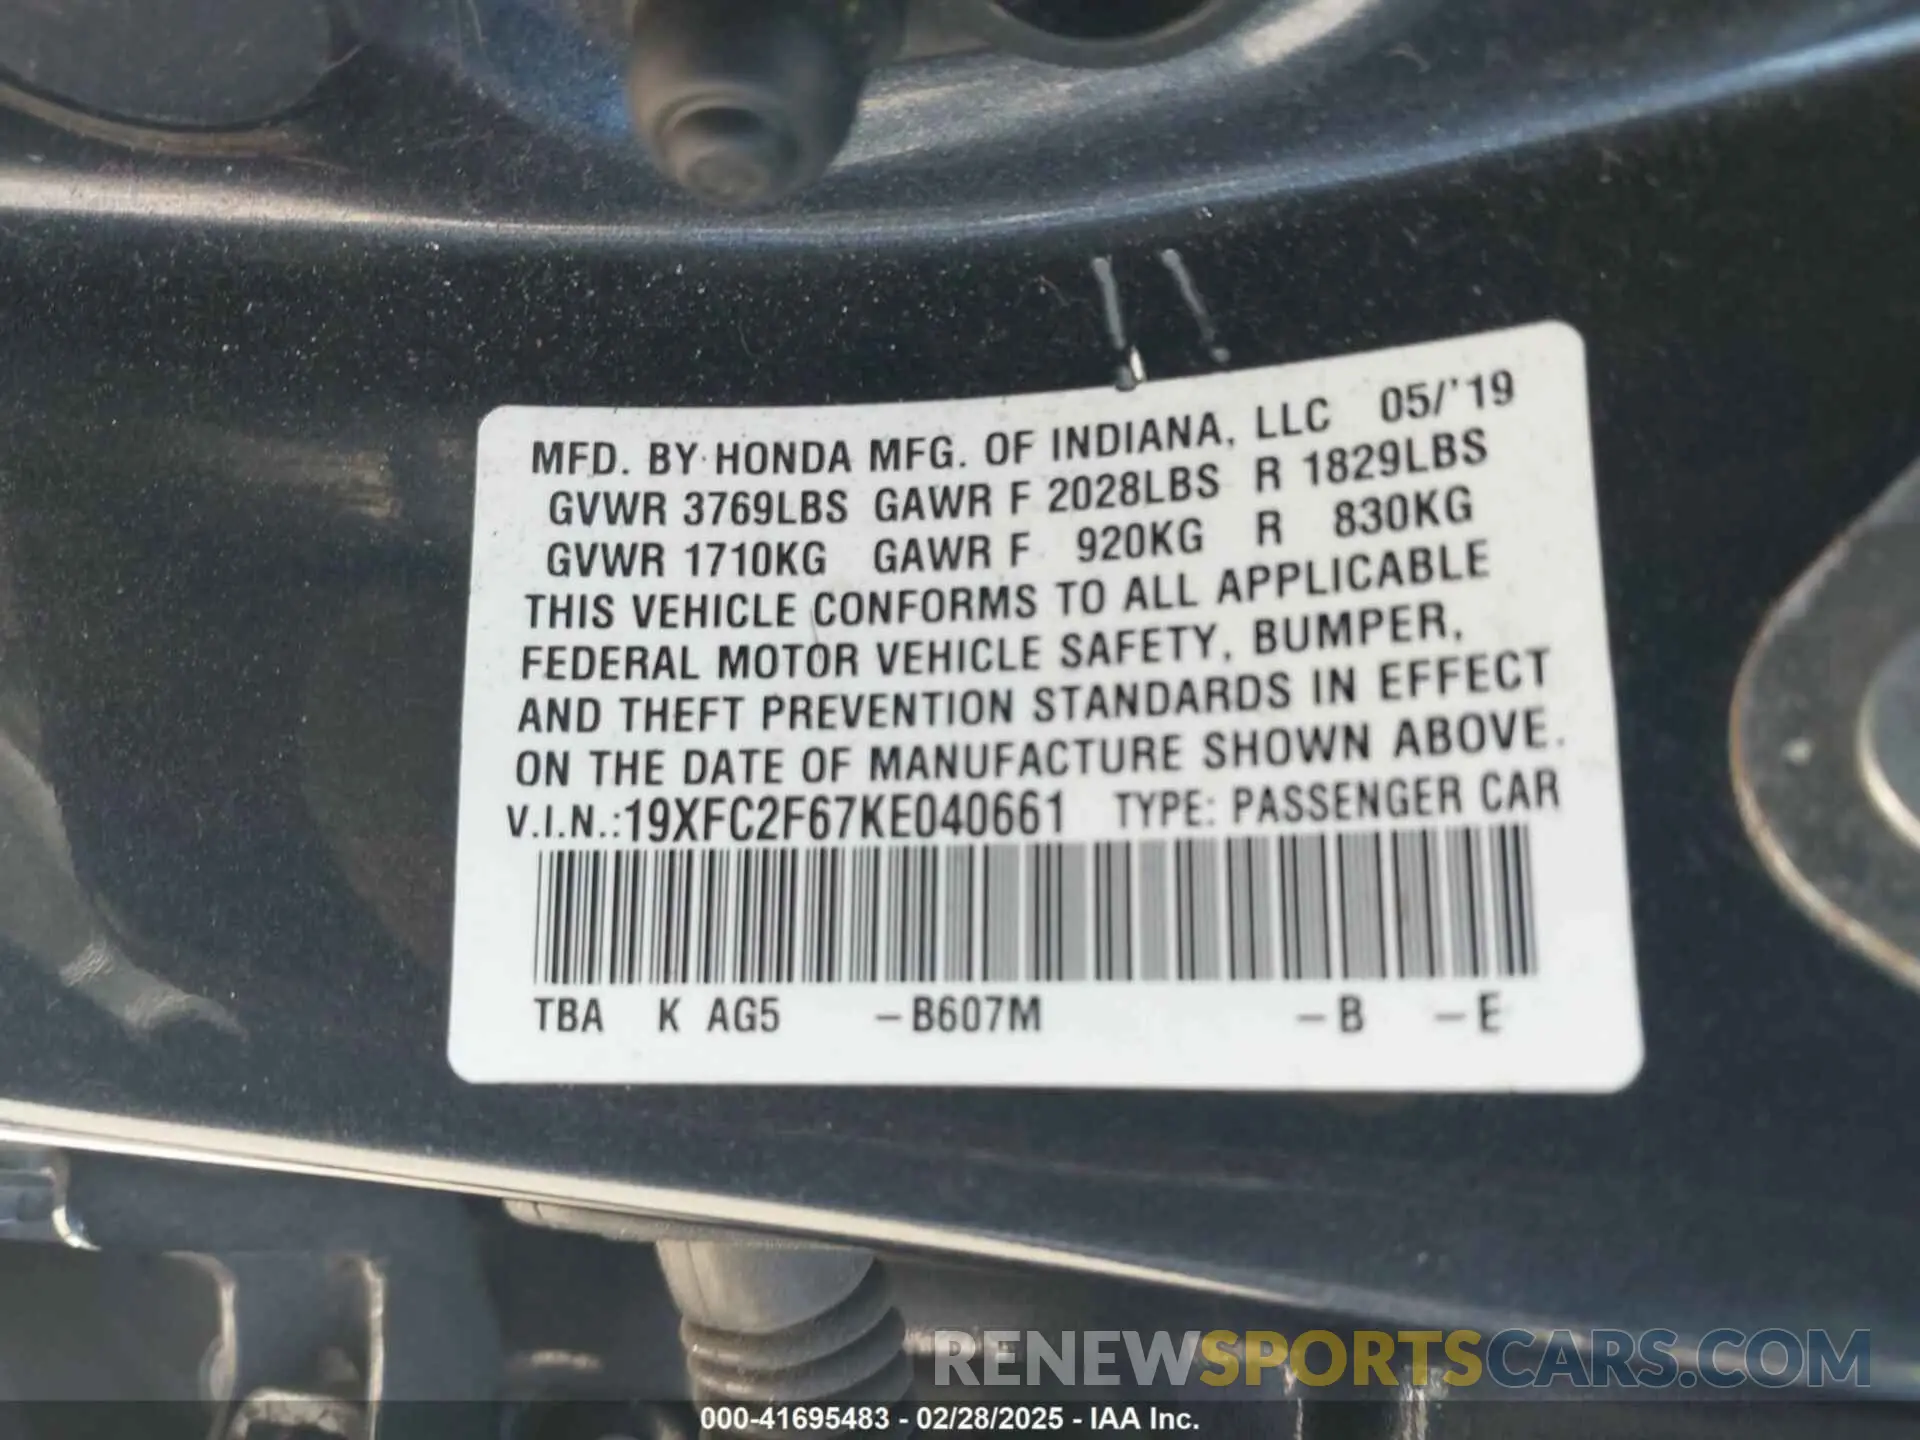 MFD. BY HONDA MFG. OF INDIANA, LLC 05/'19
GVWR 3769LBS GAWR F 2028LBS R 1829LBS
GVWR 1710KG GAWR F 920KG R 830KG
THIS VEHICLE CONFORMS TO ALL APPLICABLE
FEDERAL MOTOR VEHICLE SAFETY, BUMPER,
AND THEFT PREVENTION STANDARDS IN EFFECT
ON THE DATE OF MANUFACTURE SHOWN ABOVE.
V.I.N.:19XFC2F67KE040661 TYPE: PASSENGER CAR
TBA K AG5 -B607M -B -E
RENEWSPORTSCARS.COM
000-41695483 - 02/28/2025 - IAA Inc.